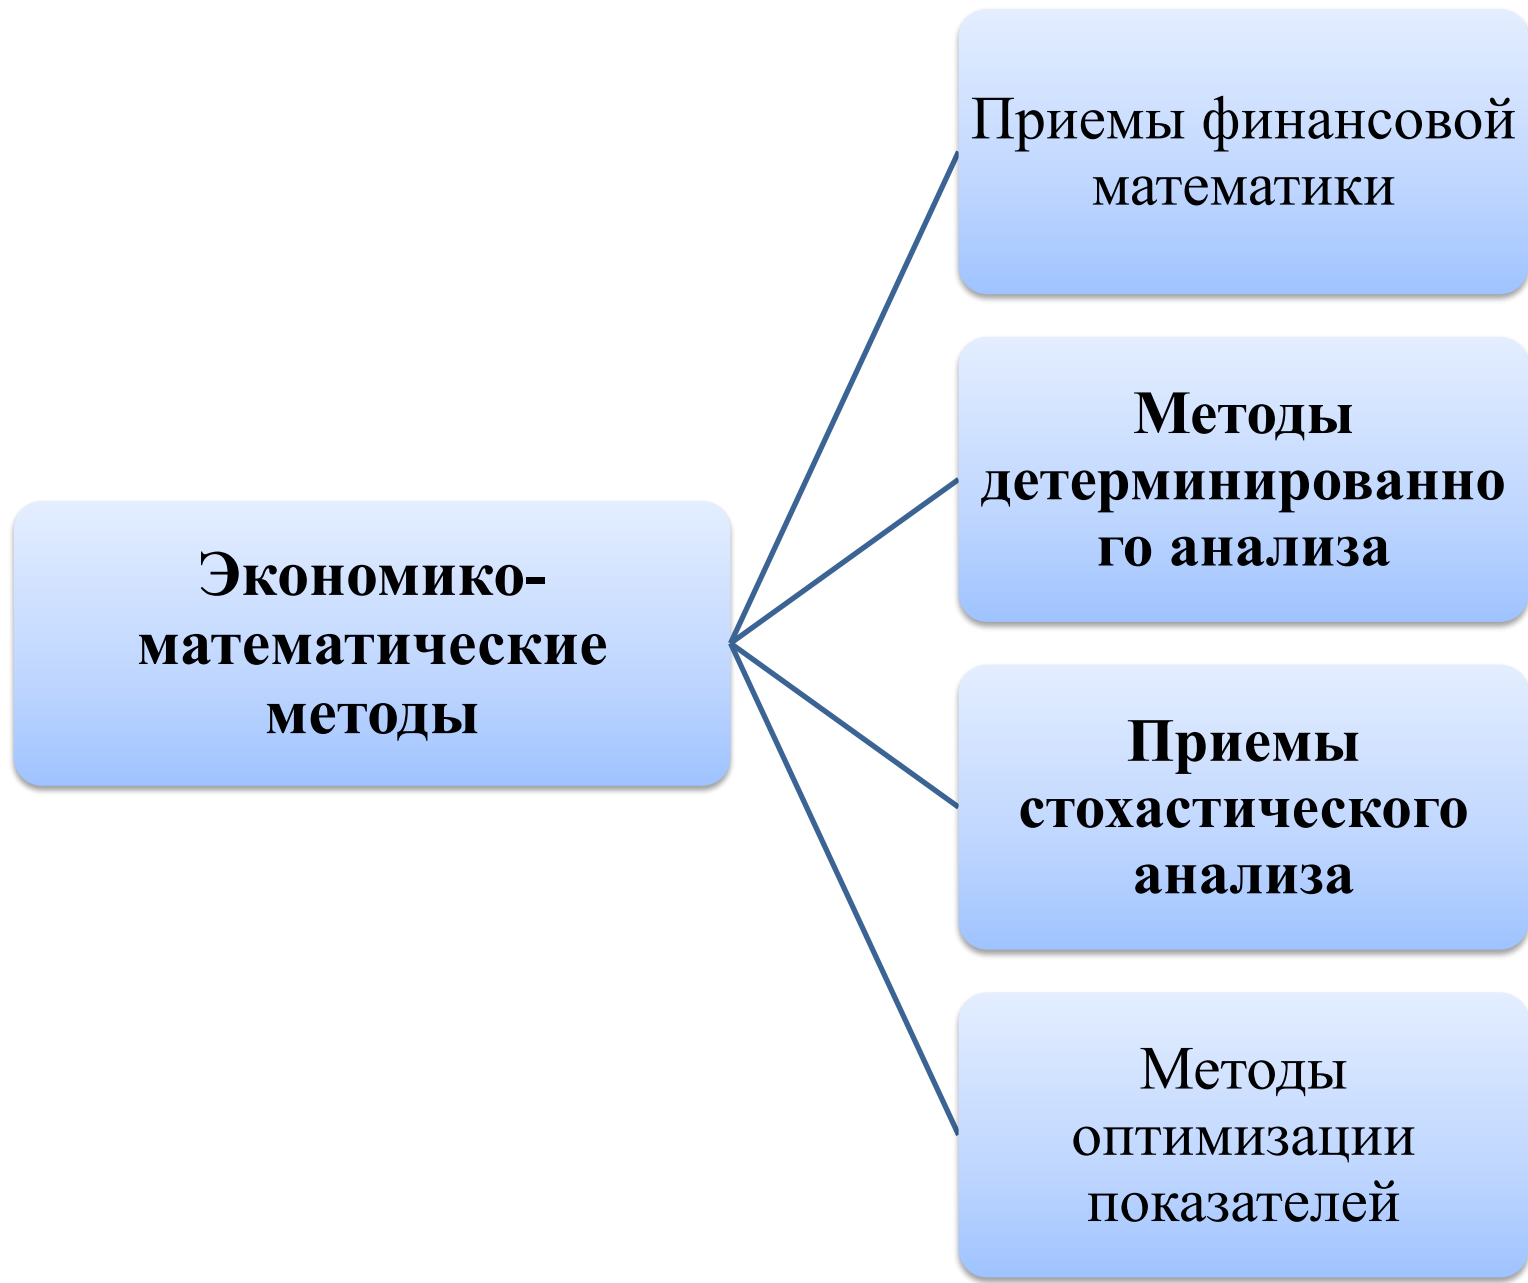 Приемы финансовой
математики
Методы
детерминированно
го анализа
Экономико-
математические
методы
Приемы
стохастического
анализа
Методы
оптимизации
показателей